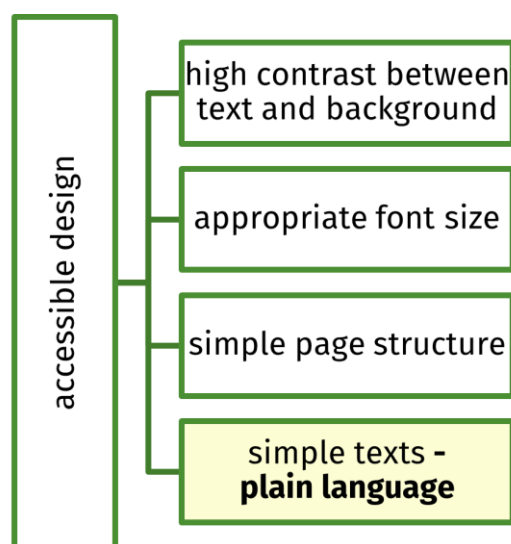 accessible design
high contrast between
text and background
appropriate font size
simple page structure
simple texts -
plain language